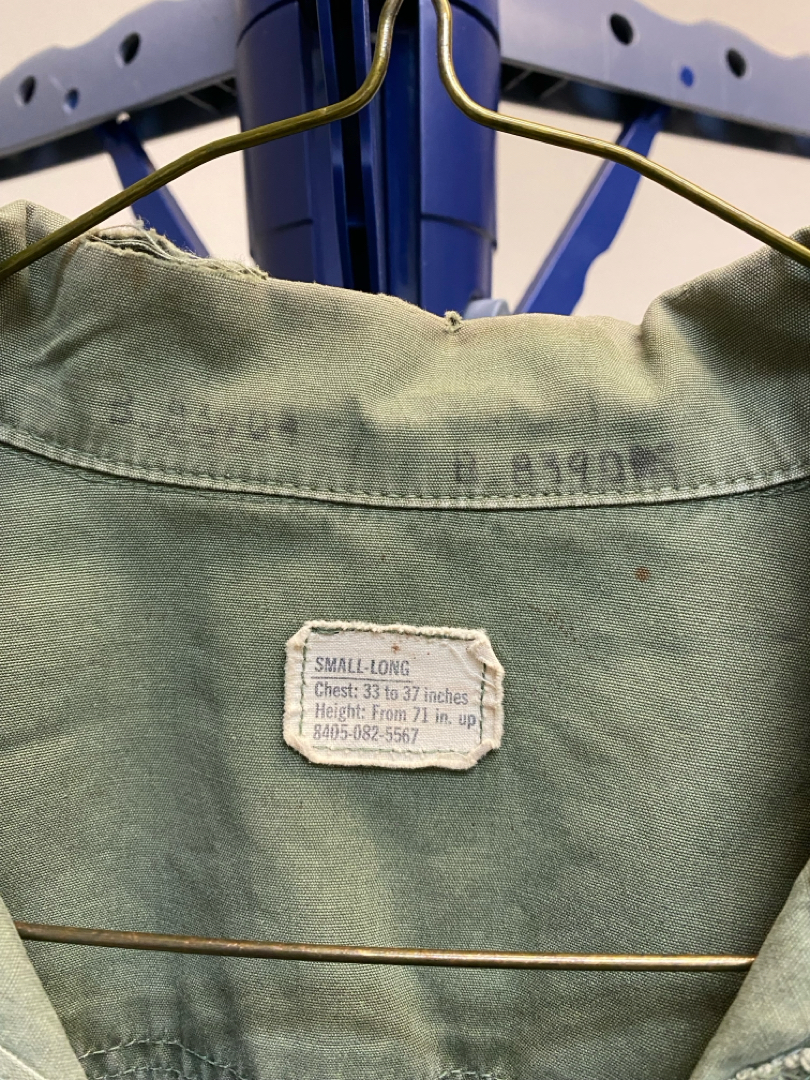 SMALL-LONG
Chest: 33 to 37 inches
Height: From 71 in. up
8405-082-5567